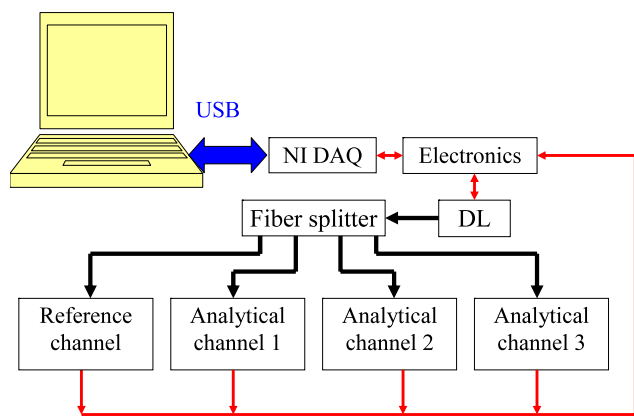 USB
NI DAQ
Electronics
Fiber splitter
DL
Reference
channel
Analytical
channel 1
Analytical
channel 2
Analytical
channel 3